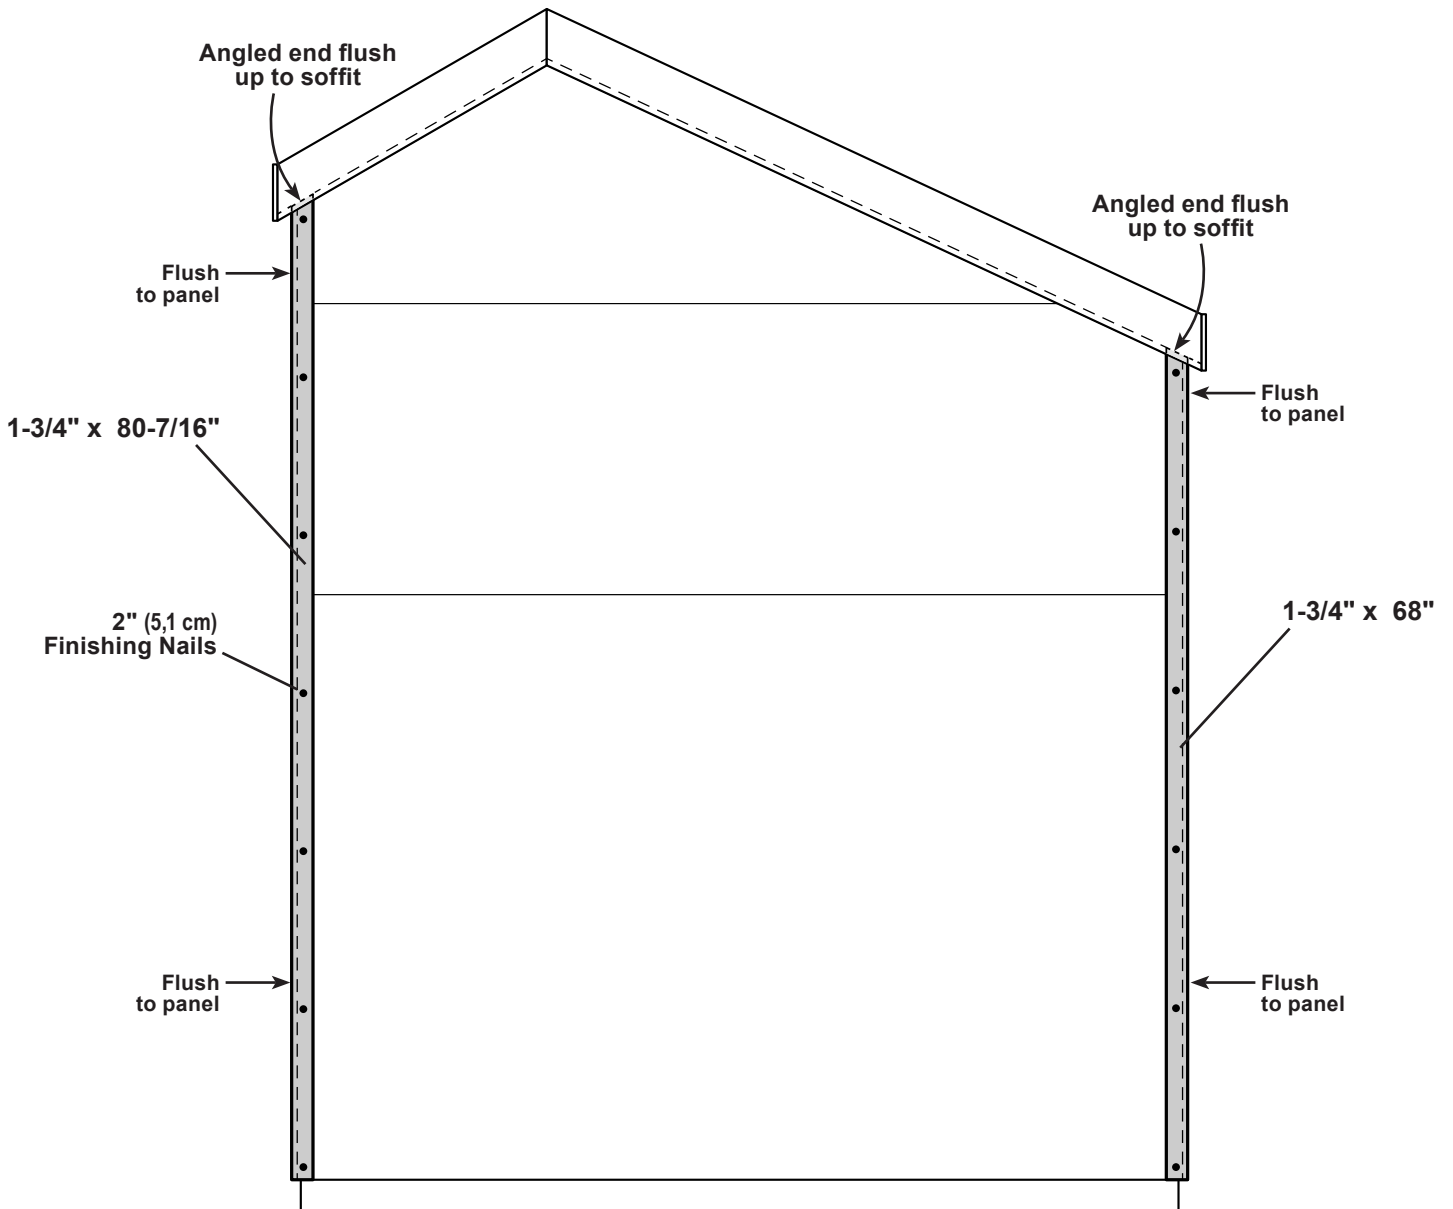 Angled end flush
up to soffit
Angled end flush
up to soffit
Flush
to panel
Flush
to panel
1-3/4" x  80-7/16"
2" (5,1 cm)
Finishing Nails
1-3/4" x  68"
Flush
to panel
Flush
to panel